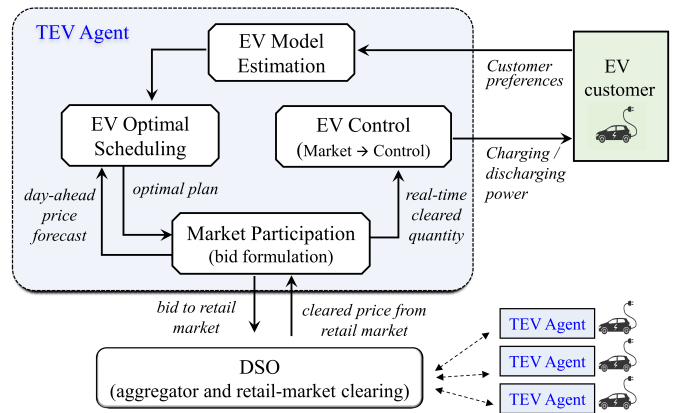 TEV Agent
EV Model
Estimation
Customer
preferences
EV
customer
EV Optimal
Scheduling
EV Control
(Market → Control)
Charging /
discharging
power
day-ahead
price
forecast
optimal plan
real-time
cleared
quantity
Market Participation
(bid formulation)
bid to retail
market
cleared price from
retail market
DSO
(aggregator and retail-market clearing)
TEV Agent
TEV Agent
TEV Agent